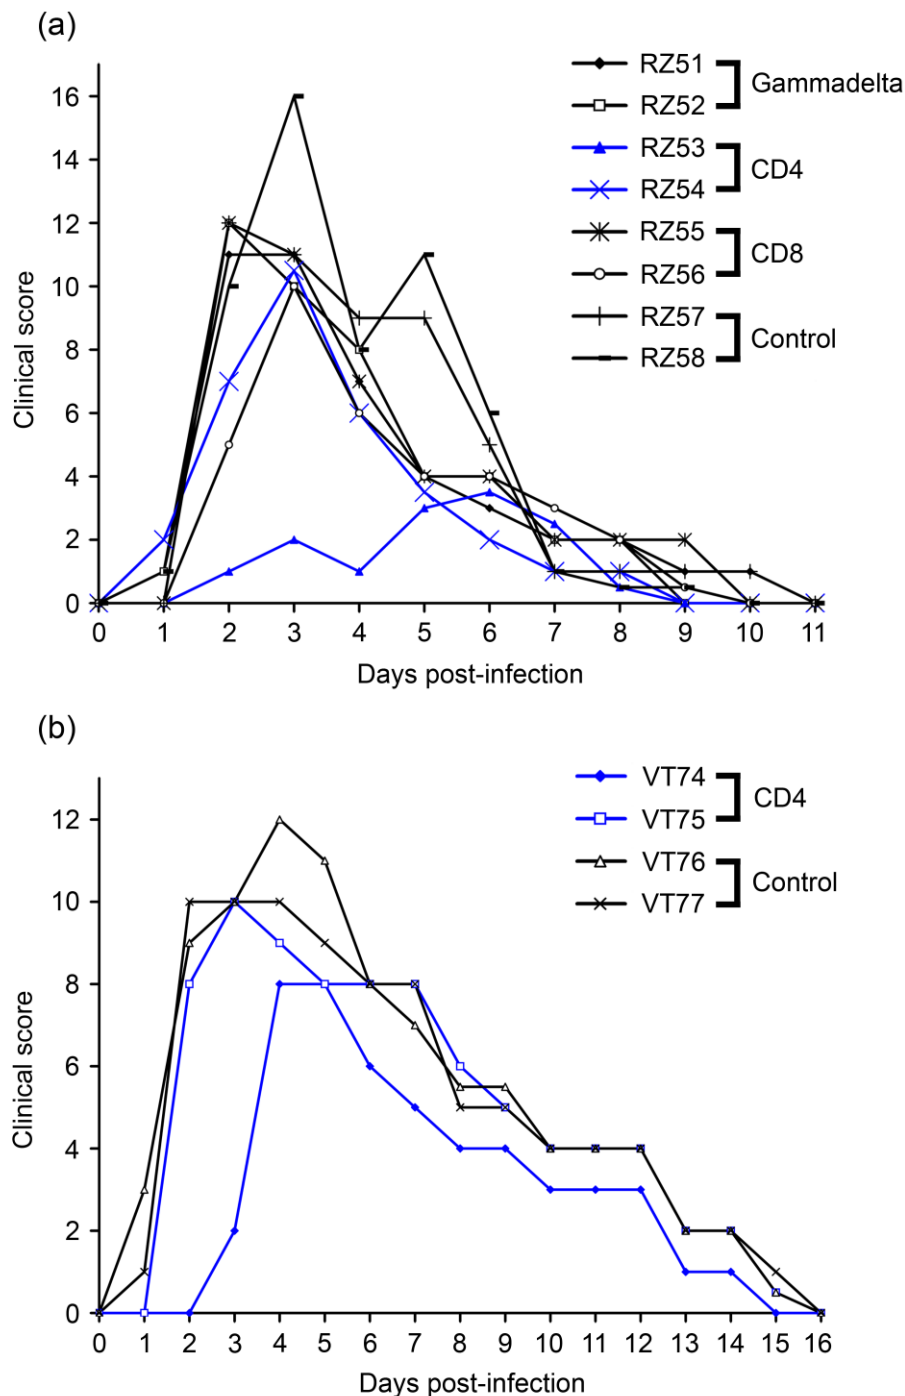 (a)
RZ51
RZ52
Gammadelta
RZ53
RZ54
CD4
RZ55
RZ56
CD8
RZ57
RZ58
Control
Clinical score
16
14
12
10
8
6
4
2
0
0 1 2 3 4 5 6 7 8 9 10 11
Days post-infection
(b)
VT74
VT75
CD4
VT76
VT77
Control
Clinical score
12
10
8
6
4
2
0
0 1 2 3 4 5 6 7 8 9 10 11 12 13 14 15 16
Days post-infection